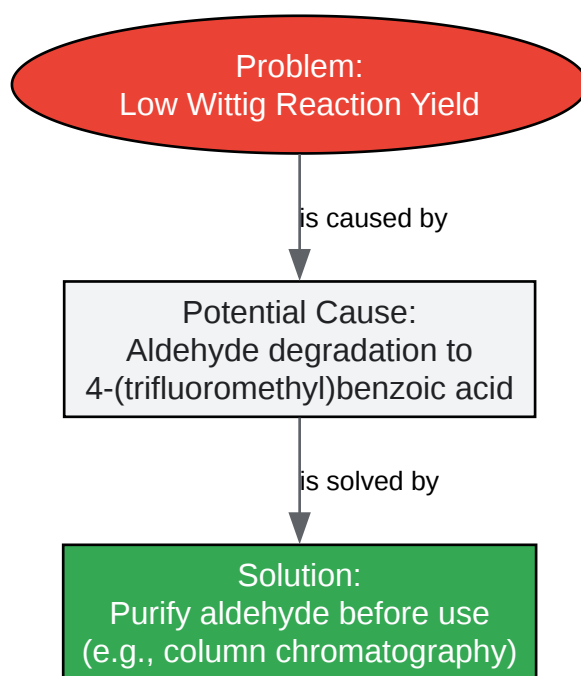 Problem:
Low Wittig Reaction Yield
is caused by
Potential Cause:
Aldehyde degradation to
4-(trifluoromethyl)benzoic acid
is solved by
Solution:
Purify aldehyde before use
(e.g., column chromatography)